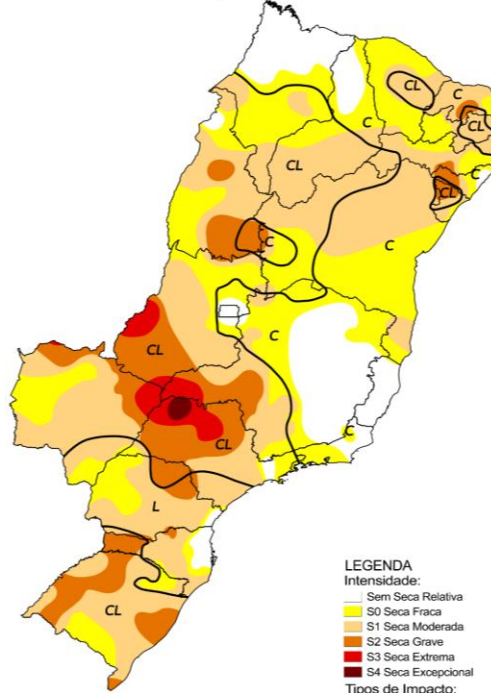 CL
C
CL
C
CL
CL
C
C
C
C
CL
C
CL
L
CL
LEGENDA
Intensidade:
Sem Seca Relativa
S0 Seca Fraca
S1 Seca Moderada
S2 Seca Grave
S3 Seca Extrema
S4 Seca Excepcional
Tipos de Impacto: